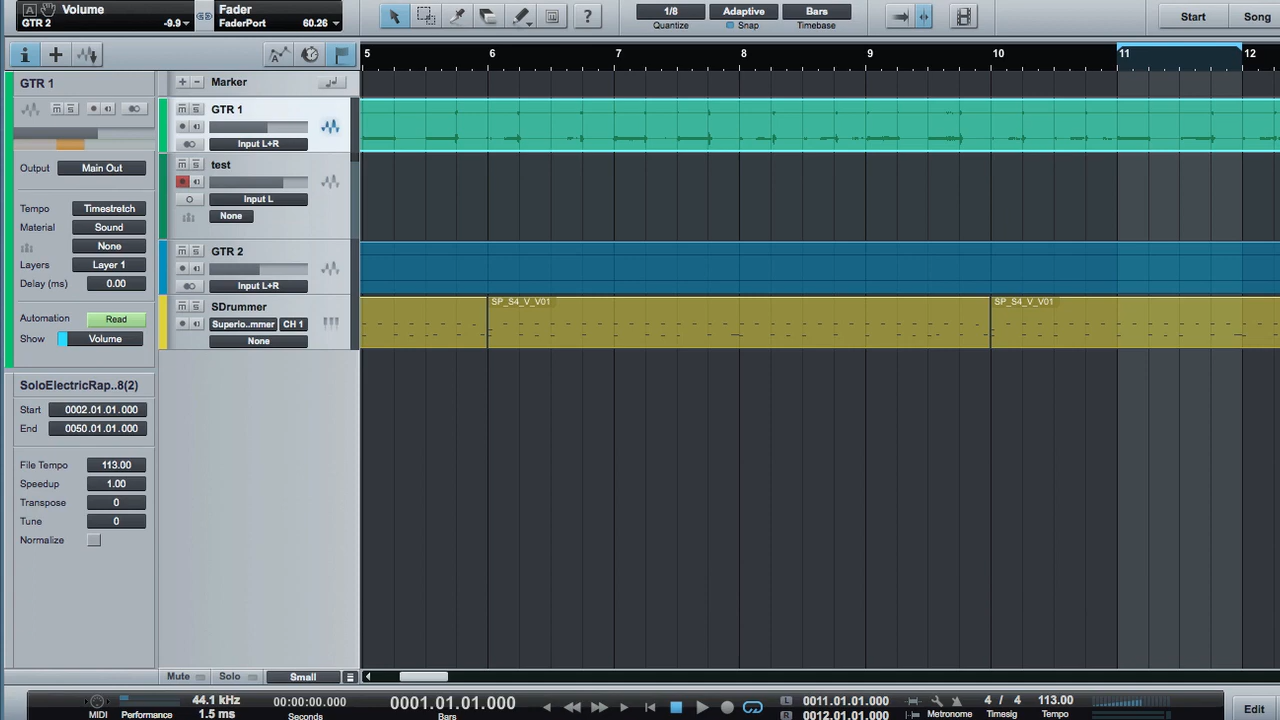 Volume
GTR 2 -9.9
Fader
FaderPort 60.26
?
1/8
Quantize
Adaptive
Snap
Bars
Timebase
Start
Song
5 6 7 8 9 10 11 12
GTR 1
M S
Output Main Out
Tempo Timestretch
Material Sound
None
Layers Layer 1
Delay (ms) 0.00
Automation Read
Show Volume
SoloElectricRap..8(2)
Start 0002.01.01.000
End 0050.01.01.000
File Tempo 113.00
Speedup 1.00
Transpose 0
Tune 0
Normalize
Marker
M S GTR 1
Input L+R
M S test
Input L
None
M S GTR 2
Input L+R
M S SDrummer
Superio..mmer CH 1
None
SP_S4_V_V01
SP_S4_V_V01
Mute Solo Small
MIDI
Performance
44.1 kHz
1.5 ms
00:00:00.000
Seconds
0001.01.01.000
Bars
L 0011.01.01.000
R 0012.01.01.000
Metronome
4 / 4
Timesig
113.00
Tempo
Edit